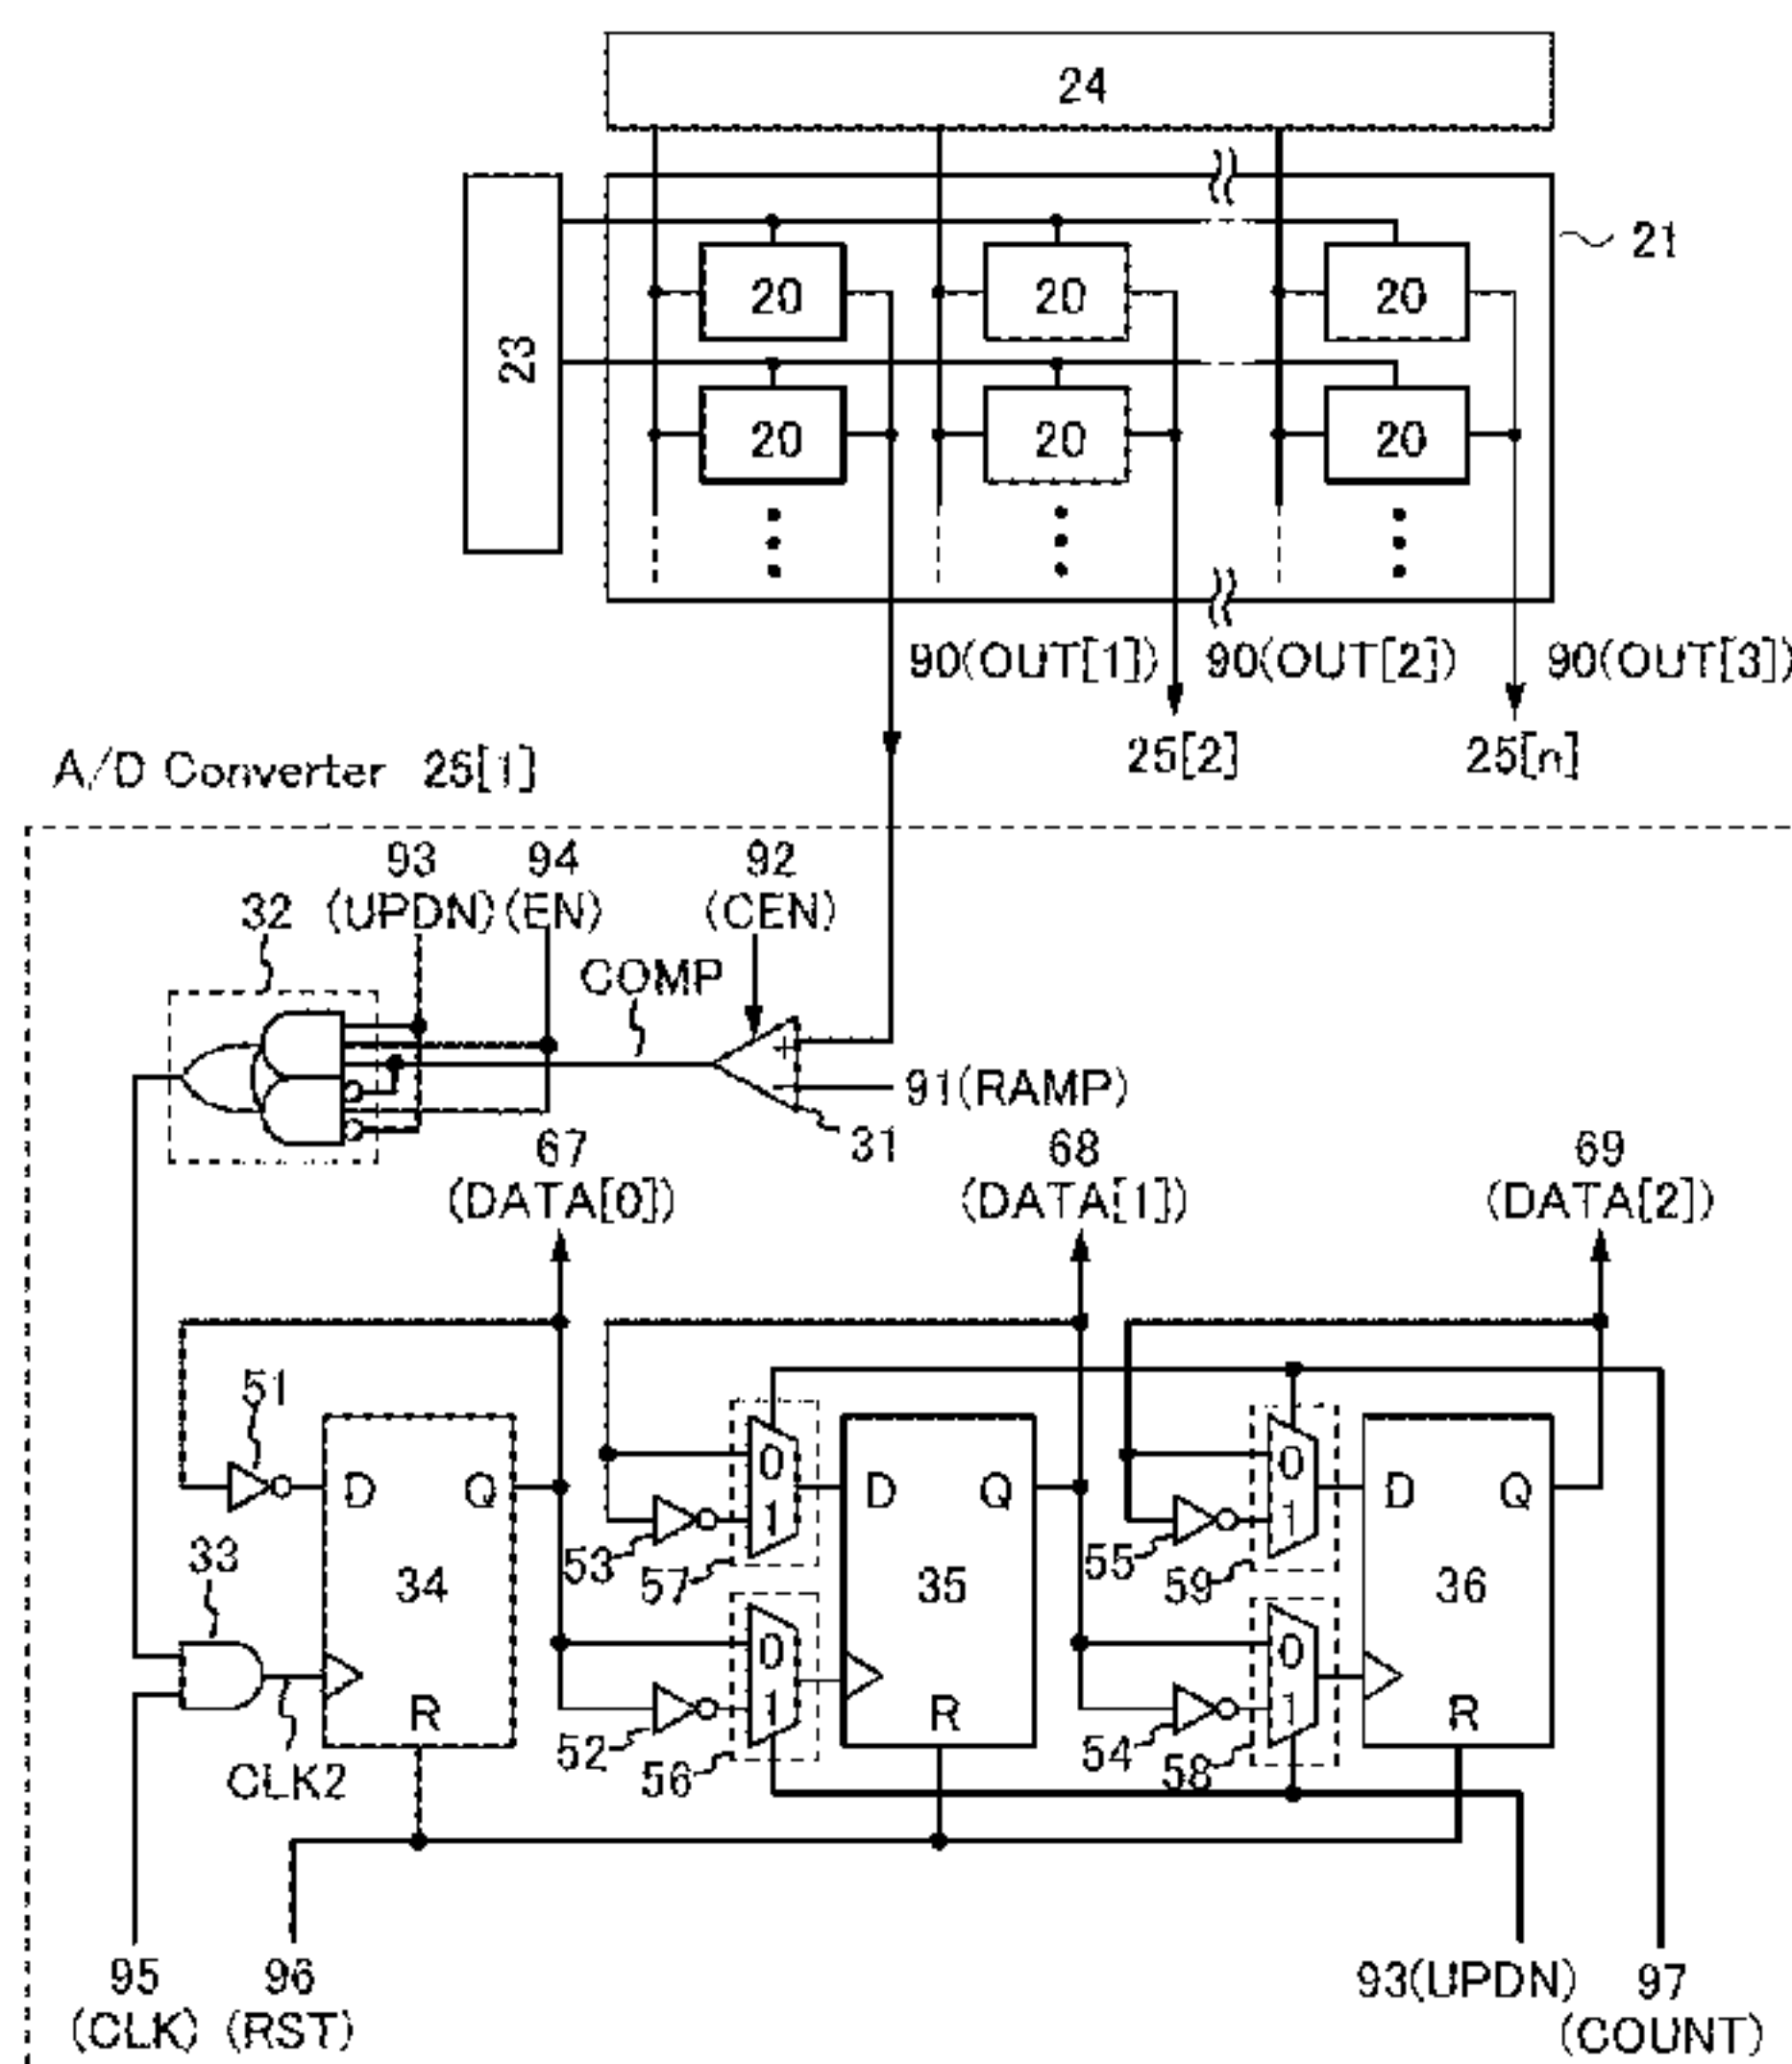 24
21
20 20 20
23
20 20 20
90(OUT[1]) 90(OUT[2]) 90(OUT[3])
25[2] 25[n]
A/D Converter 25[1]
93 94 92
32 (UPDN) (EN) (CEN)
COMP
91(RAMP)
31
67 68 69
(DATA[0]) (DATA[1]) (DATA[2])
51
0 0
D Q D Q D Q
1 1
33 53 57 55 59
34 35 36
0 0
1 1
R R R
52 56 54 58
CLK2
95 96 93(UPDN) 97
(CLK) (RST) (COUNT)